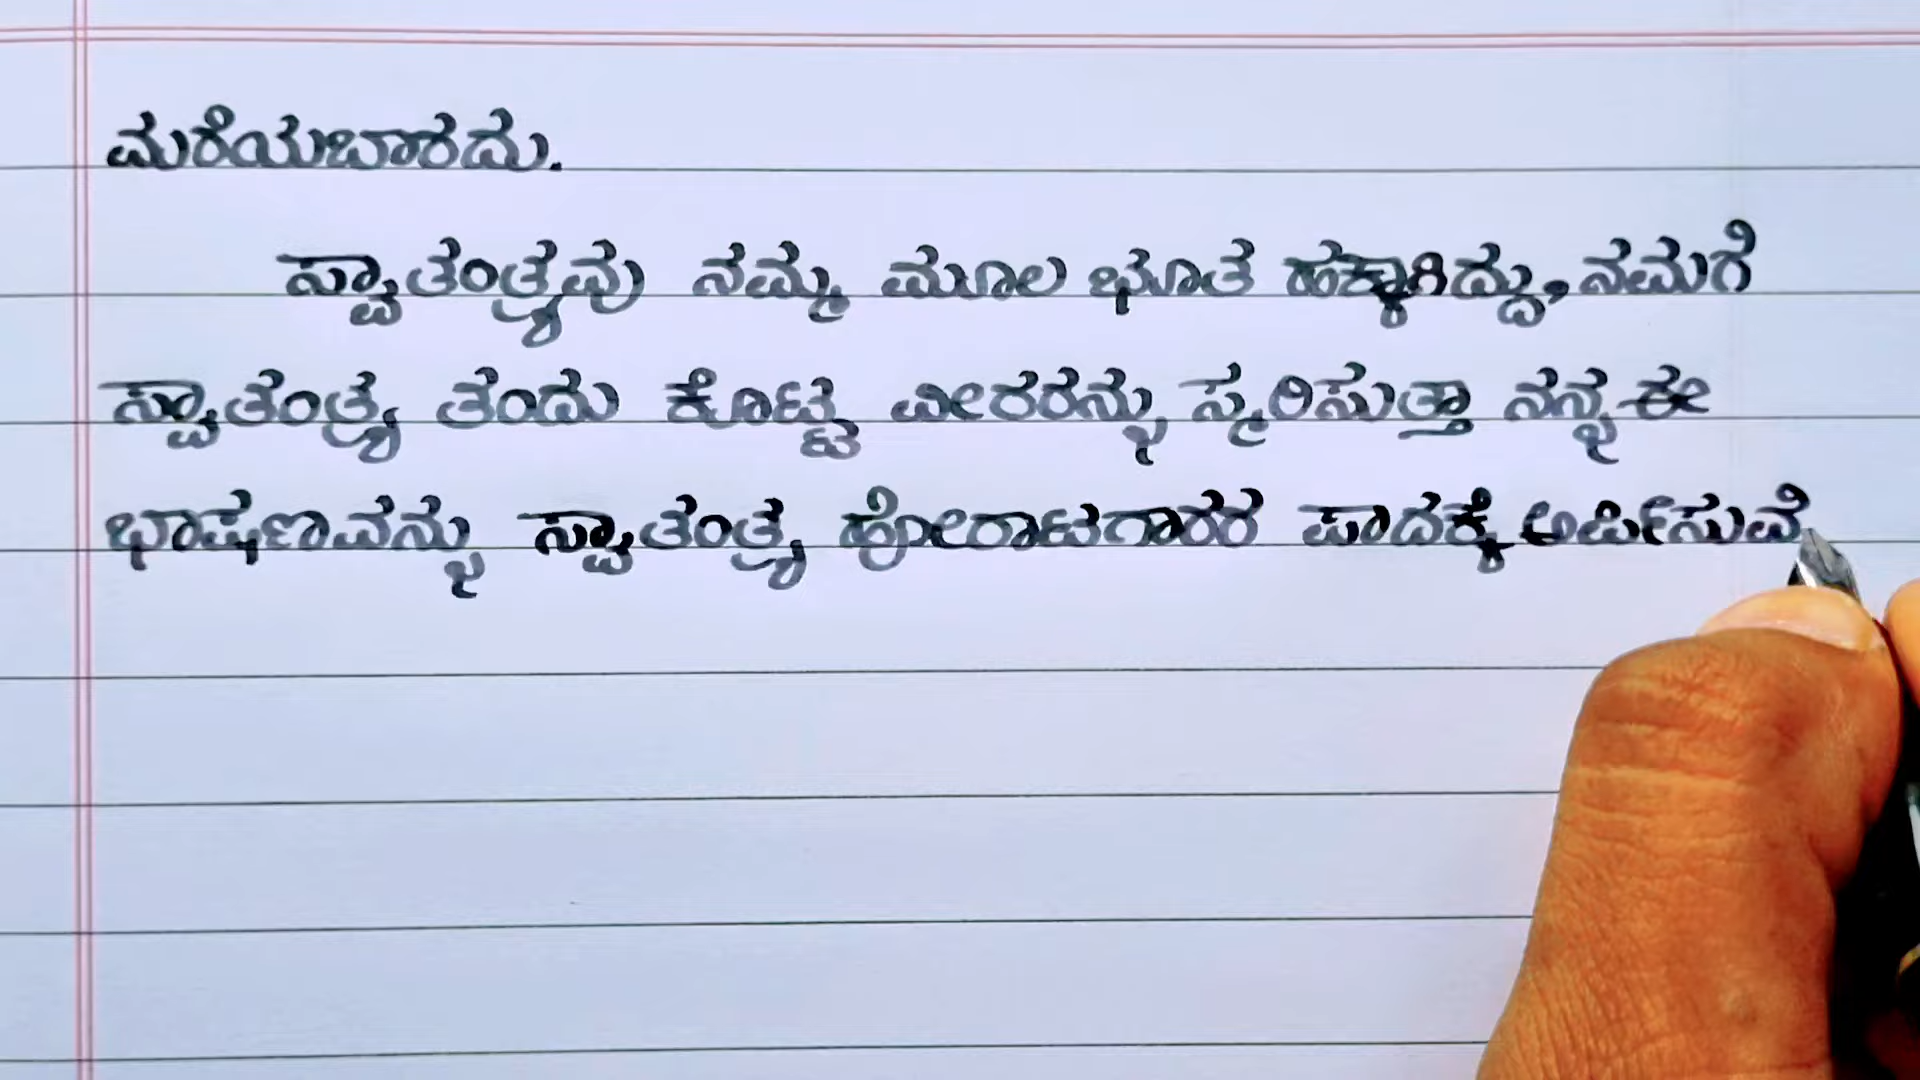 ಮರೆಯಬಾರದು.
ಸ್ವಾತಂತ್ರ್ಯವು ನಮ್ಮ ಮೂಲ ಭೂತ ಹಕ್ಕಾಗಿದ್ದು, ನಮಗೆ
ಸ್ವಾತಂತ್ರ್ಯ ತಂದು ಕೊಟ್ಟ ವೀರರನ್ನು ಸ್ಮರಿಸುತ್ತಾ ನನ್ನ ಈ
ಭಾಷಣವನ್ನು ಸ್ವಾತಂತ್ರ್ಯ ಹೋರಾಟಗಾರರ ಪಾದಕ್ಕೆ ಅರ್ಪಿಸುವೆ